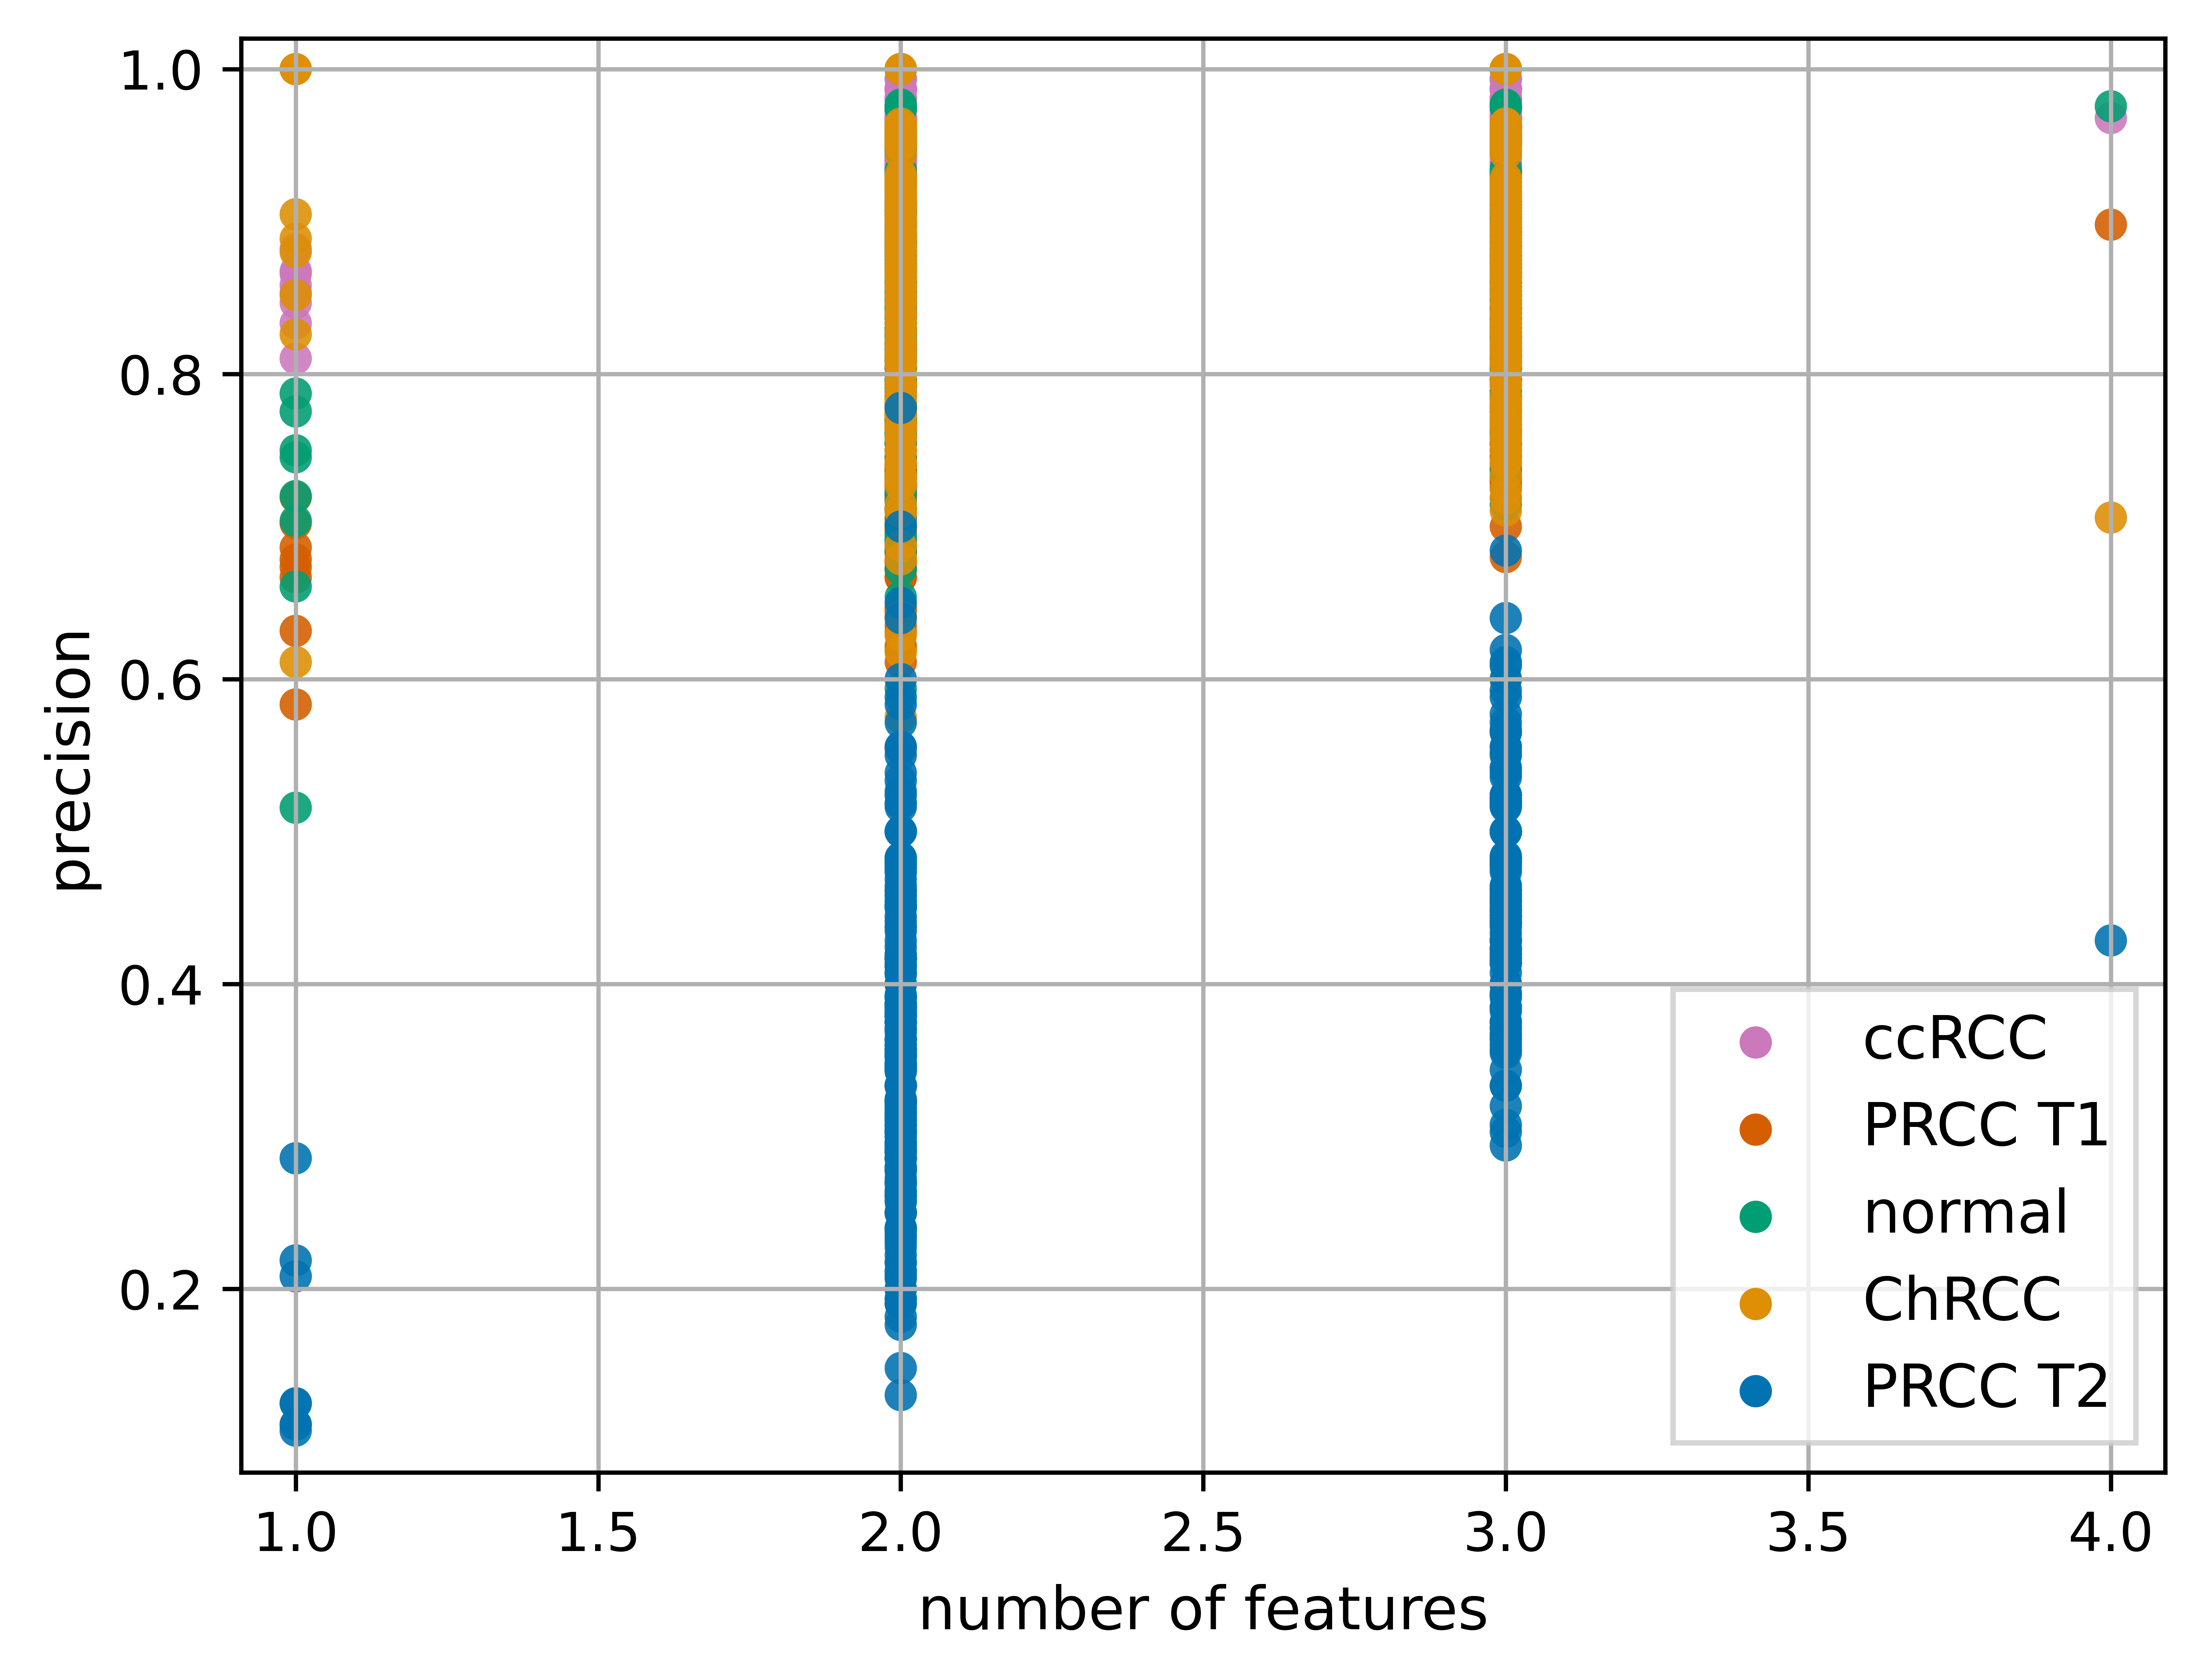 precision
1.0
0.8
0.6
0.4
0.2
ccRCC
PRCC T1
normal
ChRCC
PRCC T2
1.0 1.5 2.0 2.5 3.0 3.5 4.0
number of features